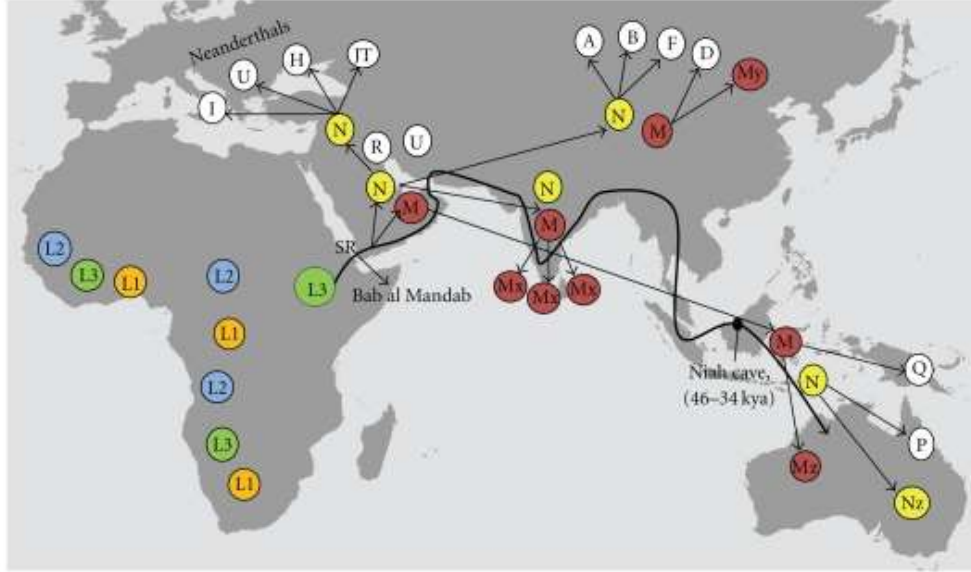 Neanderthals
A
B
F
D
My
H
JT
U
I
N
N
M
R
U
N
M
N
M
SR
Bab al Mandab
L2
L3
L1
L2
L3
L1
L2
L3
L1
Mx
Mx
Mx
Niah cave,
(46–34 kya)
M
N
Q
P
Mz
Nz